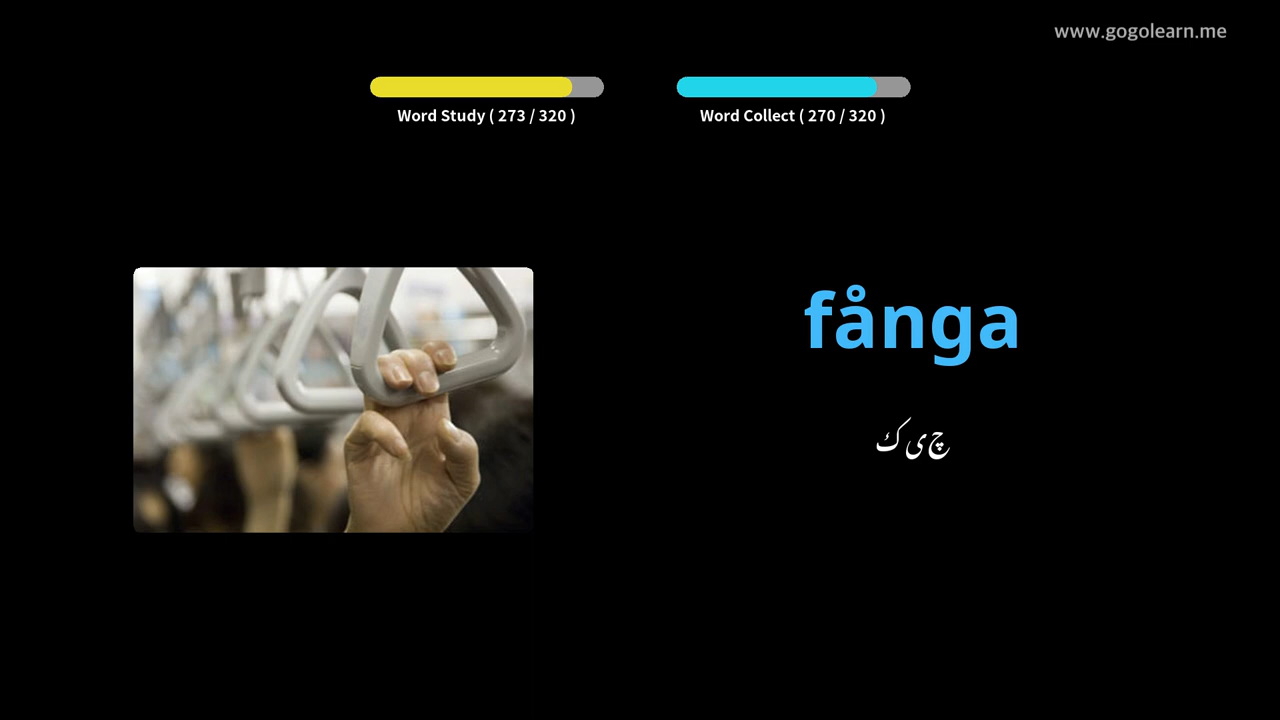 www.gogolearn.me
Word Study ( 273 / 320 )
Word Collect ( 270 / 320 )
fånga
چ ی ک